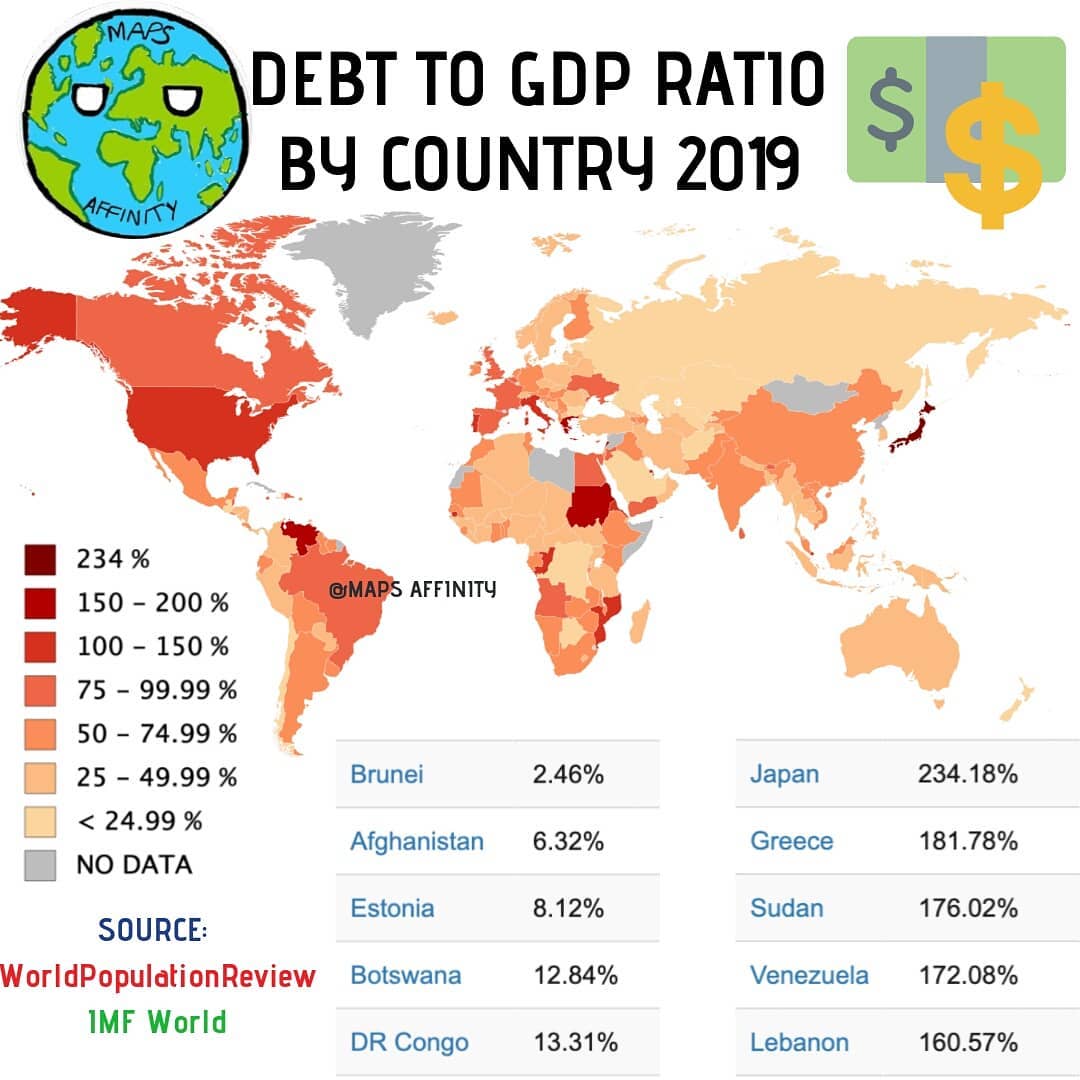 MAPS
AFFINITY
DEBT TO GDP RATIO
BY COUNTRY 2019
$
$
@MAPS AFFINITY
234 %
150 - 200 %
100 - 150 %
75 - 99.99 %
50 - 74.99 %
25 - 49.99 %
< 24.99 %
NO DATA
SOURCE:
WorldPopulationReview
IMF World
Brunei 2.46%
Afghanistan 6.32%
Estonia 8.12%
Botswana 12.84%
DR Congo 13.31%
Japan 234.18%
Greece 181.78%
Sudan 176.02%
Venezuela 172.08%
Lebanon 160.57%